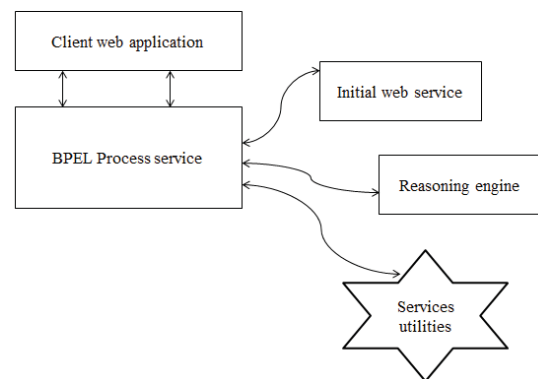 Client web application
Initial web service
BPEL Process service
Reasoning engine
Services
utilities